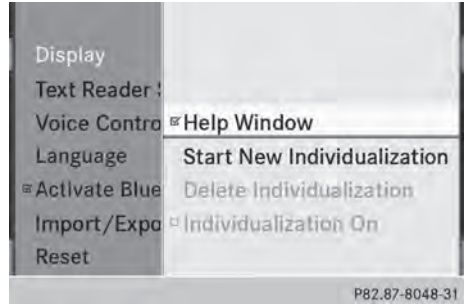 Display
Text Reader
Voice Contro
Language
Activate Blue
Import/Expo
Reset
Help Window
Start New Individualization
Delete Individualization
Individualization On
P82.87-8048-31